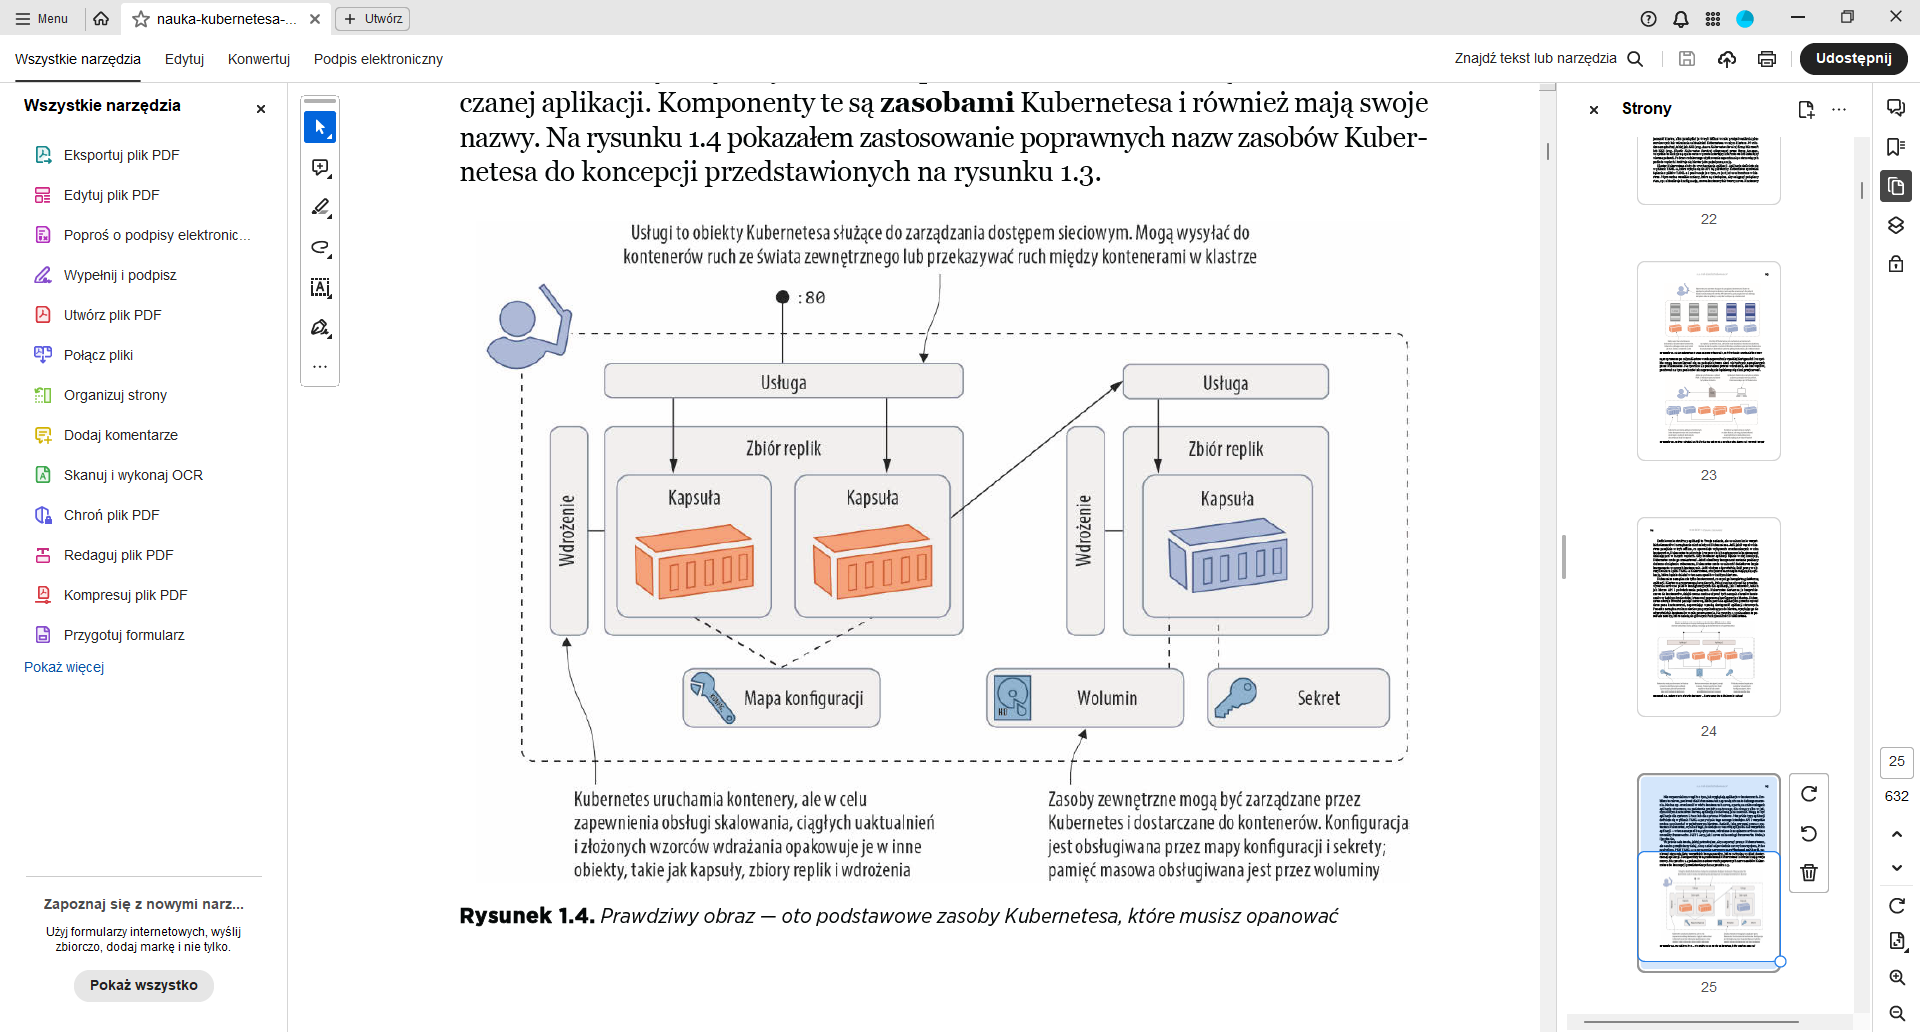 Menu
nauka-kubernetesa-...
Utwórz
Wszystkie narzędzia
Edytuj
Konwertuj
Podpis elektroniczny
Znajdź tekst lub narzędzia
Udostępnij
Wszystkie narzędzia
Eksportuj plik PDF
Edytuj plik PDF
Poproś o podpisy elektronic...
Wypełnij i podpisz
Utwórz plik PDF
Połącz pliki
Organizuj strony
Dodaj komentarze
Skanuj i wykonaj OCR
Chroń plik PDF
Redaguj plik PDF
Kompresuj plik PDF
Przygotuj formularz
Pokaż więcej
Zapoznaj się z nowymi narz...
Użyj formularzy internetowych, wyślij
zbiorczo, dodaj markę i nie tylko.
Pokaż wszystko
czanej aplikacji. Komponenty te są zasobami Kubernetesa i również mają swoje
nazwy. Na rysunku 1.4 pokazałem zastosowanie poprawnych nazw zasobów Kuber-
netesa do koncepcji przedstawionych na rysunku 1.3.
Usługi to obiekty Kubernetesa służące do zarządzania dostępem sieciowym. Mogą wysyłać do
kontenerów ruch ze świata zewnętrznego lub przekazywać ruch między kontenerami w klastrze
:80
Usługa
Usługa
Zbiór replik
Zbiór replik
Wdrożenie
Kapsuła
Kapsuła
Wdrożenie
Kapsuła
Mapa konfiguracji
Wolumin
Sekret
Kubernetes uruchamia kontenery, ale w celu
zapewnienia obsługi skalowania, ciągłych uaktualnień
i złożonych wzorców wdrażania opakowuje je w inne
obiekty, takie jak kapsuły, zbiory replik i wdrożenia
Zasoby zewnętrzne mogą być zarządzane przez
Kubernetes i dostarczane do kontenerów. Konfiguracja
jest obsługiwana przez mapy konfiguracji i sekrety;
pamięć masowa obsługiwana jest przez woluminy
Rysunek 1.4. Prawdziwy obraz — oto podstawowe zasoby Kubernetesa, które musisz opanować
Strony
22
23
24
25
25
632